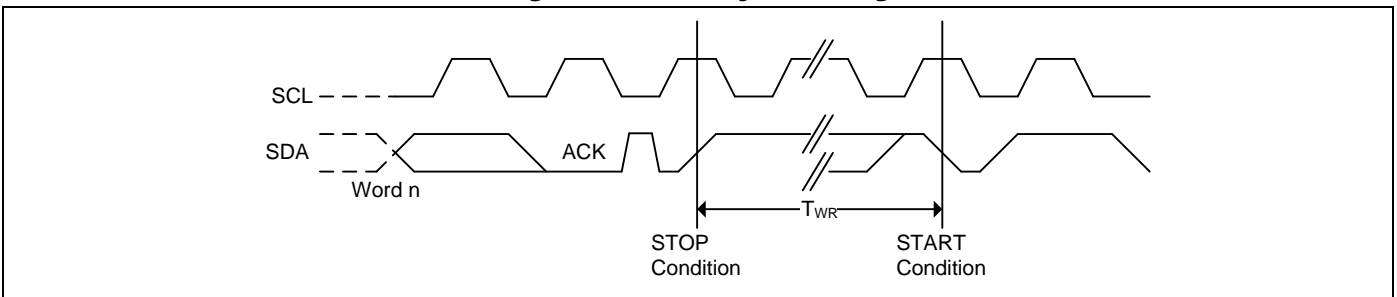 SCL
SDA
ACK
Word n
TWR
STOP
Condition
START
Condition